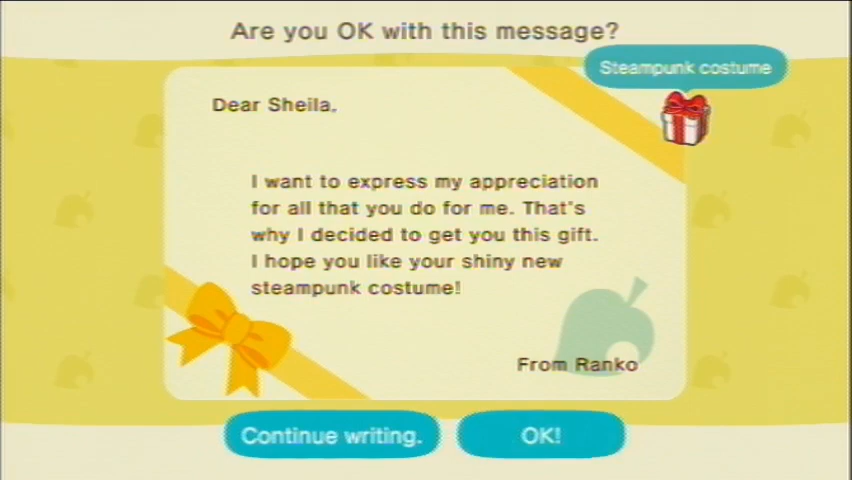 Are you OK with this message?
Steampunk costume
Dear Sheila,
I want to express my appreciation
for all that you do for me. That's
why I decided to get you this gift.
I hope you like your shiny new
steampunk costume!
From Ranko
Continue writing.
OK!